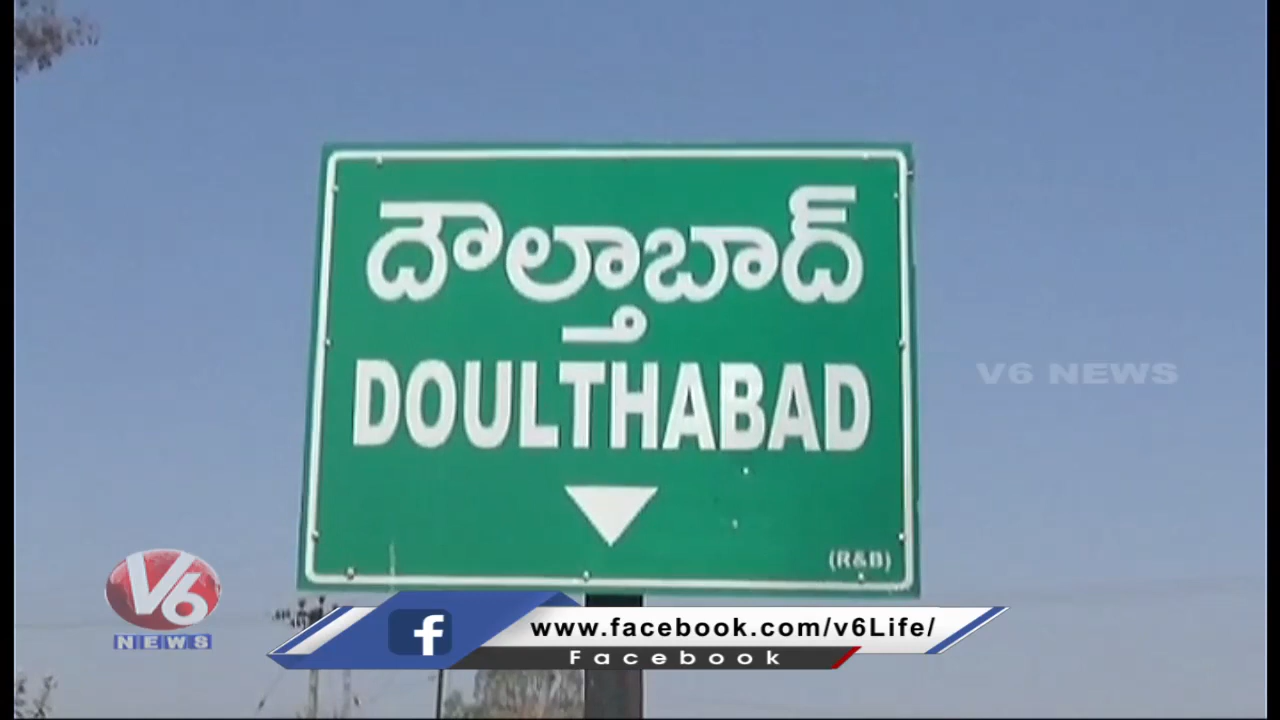 దౌల్తాబాద్
DOULTHABAD
(R&B)
V6 NEWS
V6
NEWS
f
www.facebook.com/v6Life/
Facebook